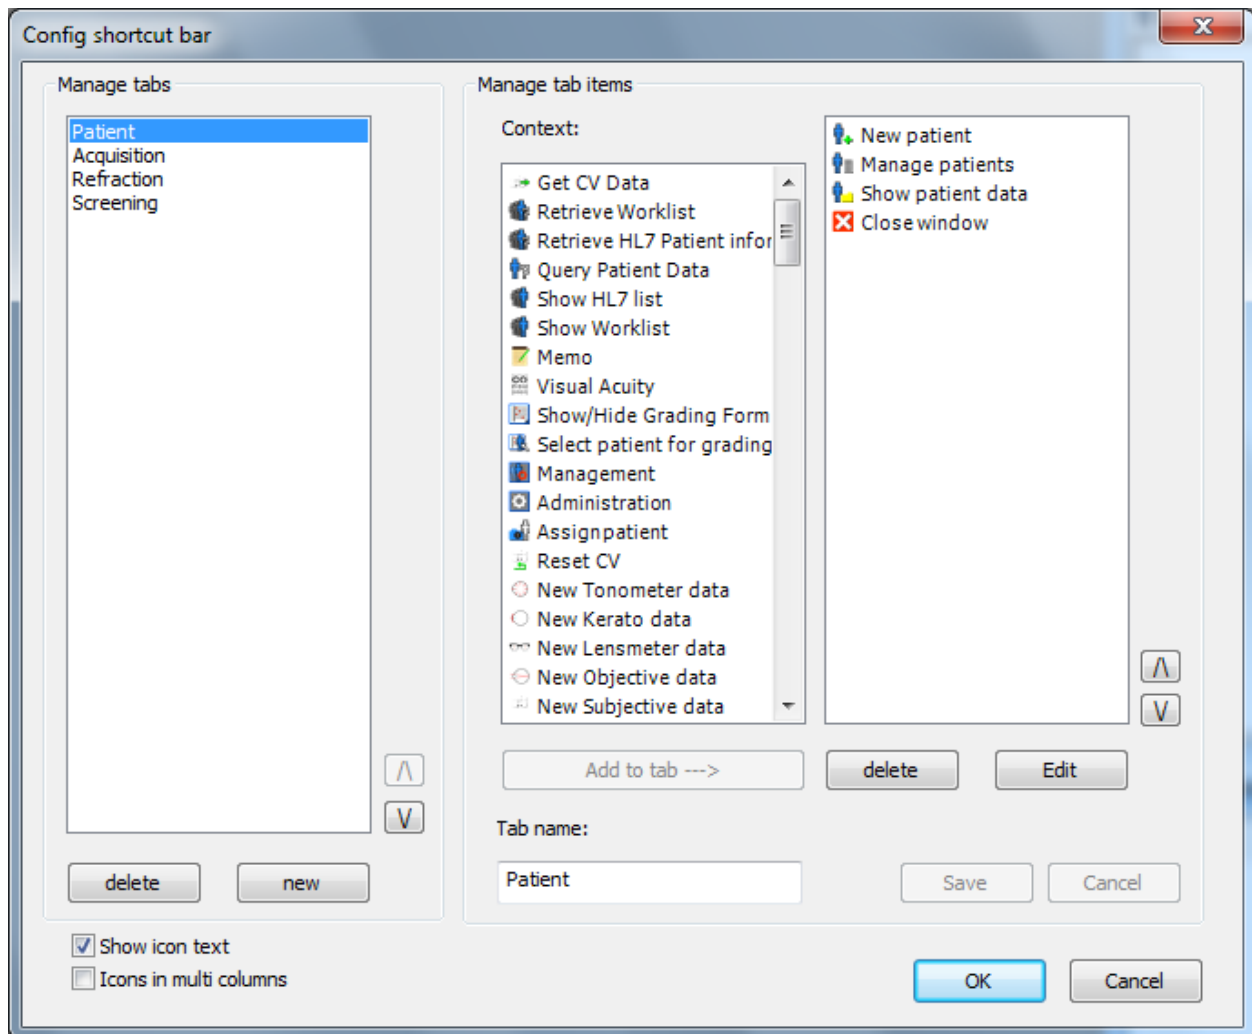 Config shortcut bar
Manage tabs
Patient
Acquisition
Refraction
Screening
/\
V
delete
new
Manage tab items
Context:
Get CV Data
Retrieve Worklist
Retrieve HL7 Patient infor
Query Patient Data
Show HL7 list
Show Worklist
Memo
Visual Acuity
Show/Hide Grading Form
Select patient for grading
Management
Administration
Assign patient
Reset CV
New Tonometer data
New Kerato data
New Lensmeter data
New Objective data
New Subjective data
New patient
Manage patients
Show patient data
Close window
/\
V
Add to tab --->
delete
Edit
Tab name:
Patient
Save
Cancel
Show icon text
Icons in multi columns
OK
Cancel